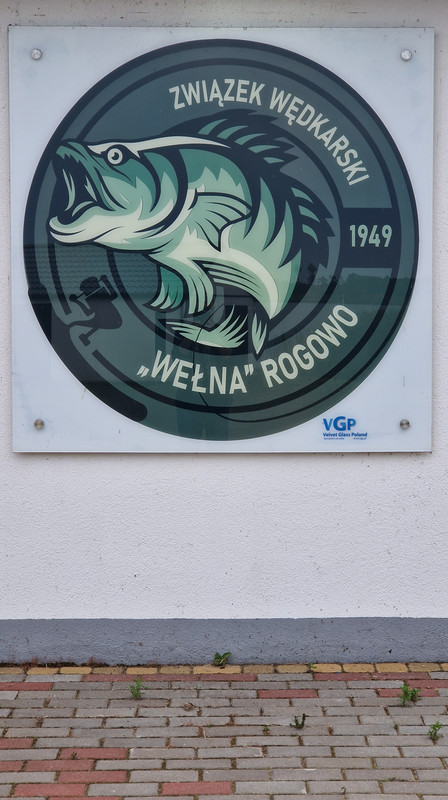 ZWIĄZEK WĘDKARSKI
1949
„WEŁNA” ROGOWO
VGP
Velvet Glass Poland